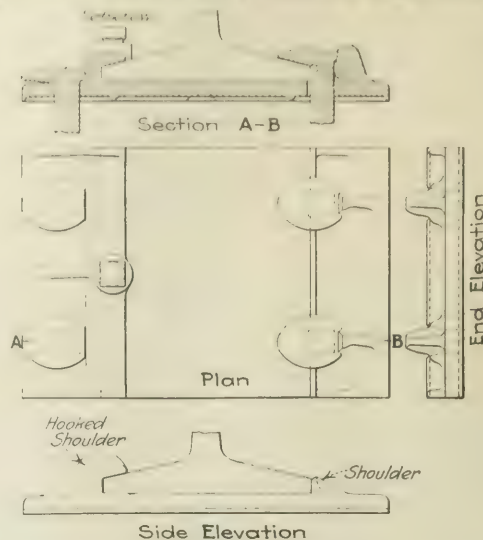 Section A-B
A
B
Plan
End Elevation
Hooked
Shoulder
Shoulder
Side Elevation